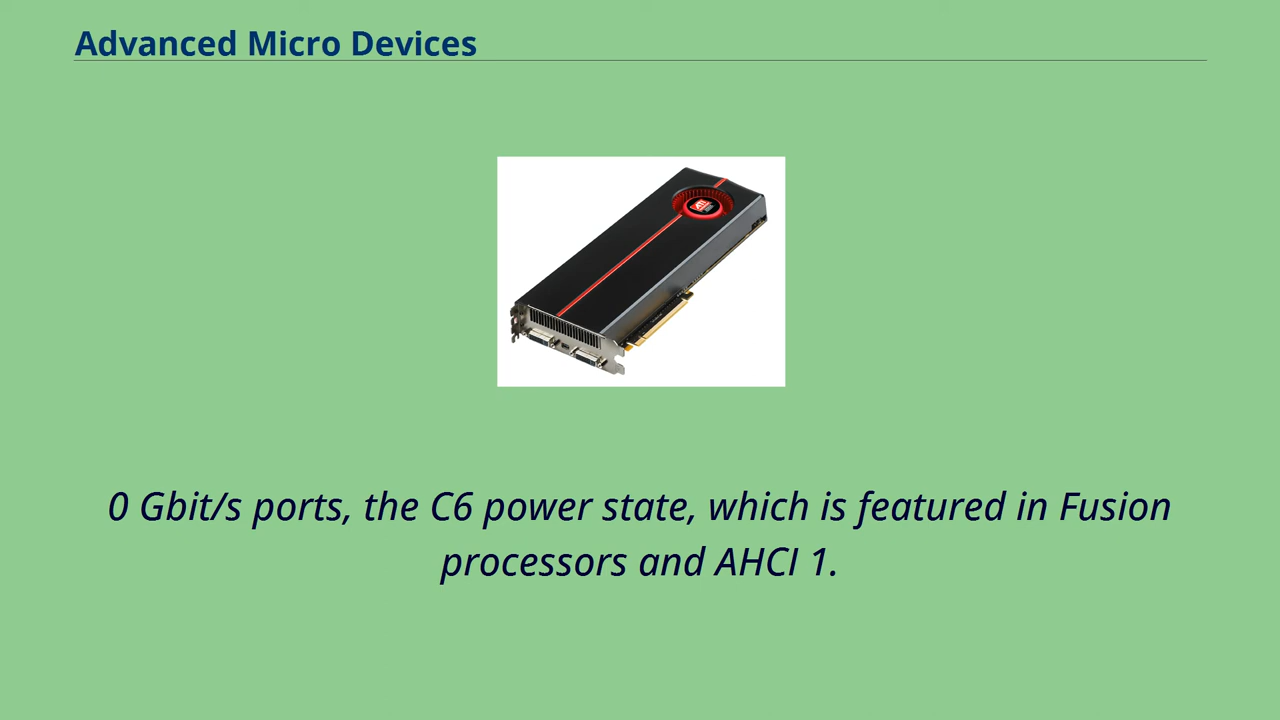 Advanced Micro Devices
ATI
0 Gbit/s ports, the C6 power state, which is featured in Fusion
processors and AHCI 1.